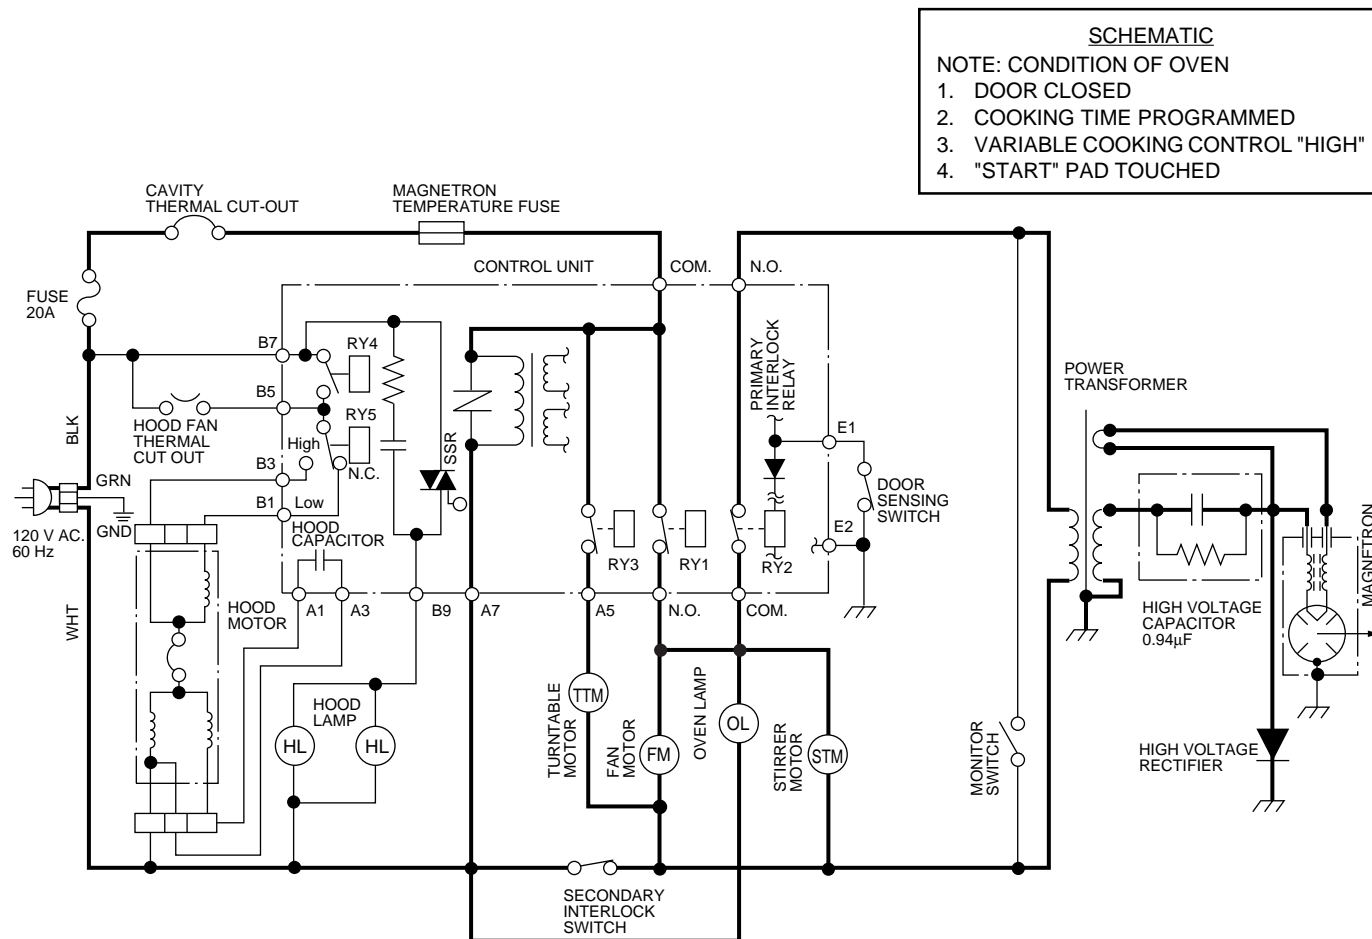 SCHEMATIC
NOTE: CONDITION OF OVEN
1. DOOR CLOSED
2. COOKING TIME PROGRAMMED
3. VARIABLE COOKING CONTROL "HIGH"
4. "START" PAD TOUCHED
CAVITY
THERMAL CUT-OUT
MAGNETRON
TEMPERATURE FUSE
CONTROL UNIT
COM.
N.O.
FUSE
20A
B7
RY4
B5
RY5
HOOD FAN
THERMAL
CUT OUT
High
N.C.
B3
B1
Low
SSR
BLK
GRN
GND
120 V AC.
60 Hz
WHT
HOOD
CAPACITOR
HOOD
MOTOR
A1
A3
B9
A7
A5
N.O.
COM.
RY3
RY1
RY2
PRIMARY
INTERLOCK
RELAY
E1
E2
DOOR
SENSING
SWITCH
POWER
TRANSFORMER
HIGH VOLTAGE
CAPACITOR
0.94µF
MAGNETRON
HOOD
LAMP
HL
HL
TURNTABLE
MOTOR
TTM
FAN
MOTOR
FM
OVEN LAMP
OL
STIRRER
MOTOR
STM
MONITOR
SWITCH
HIGH VOLTAGE
RECTIFIER
SECONDARY
INTERLOCK
SWITCH